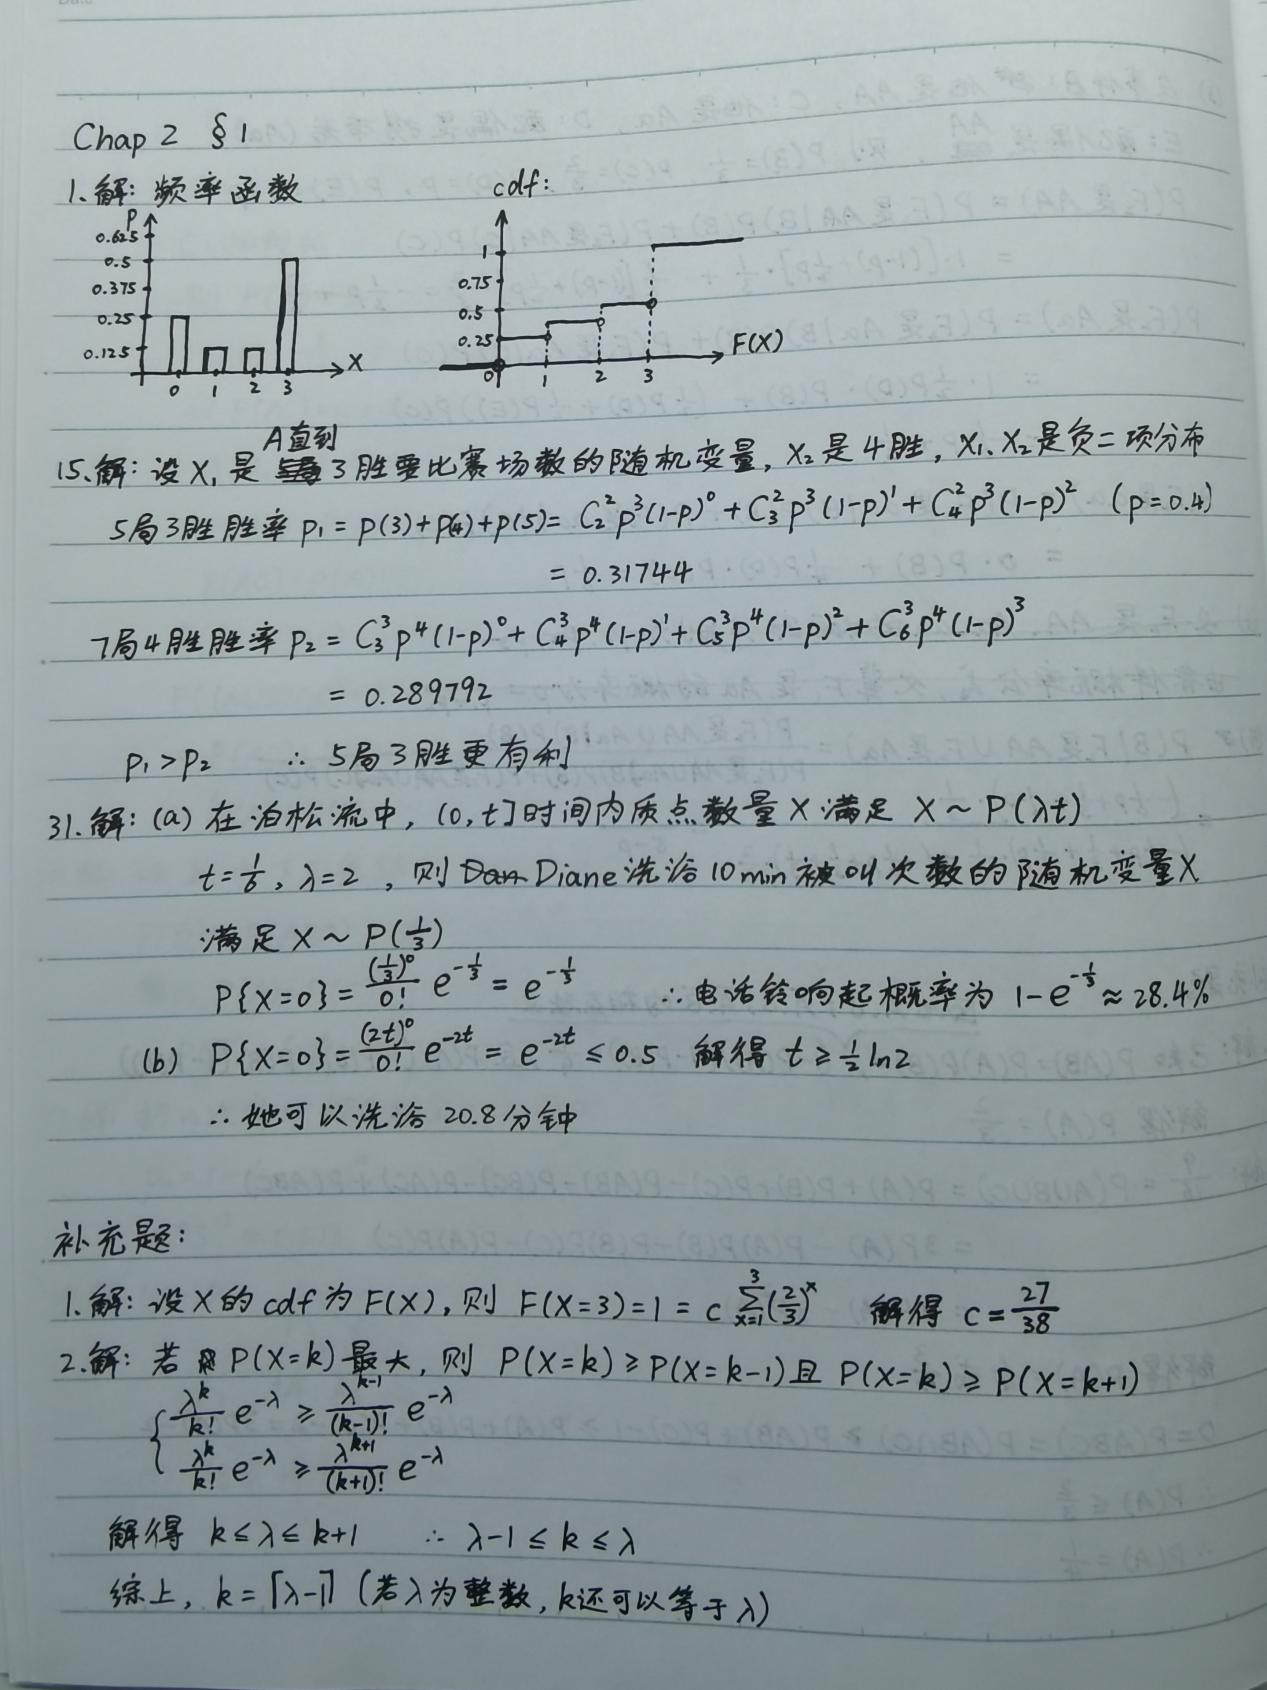 Chap 2 §1
1.解: 频率函数 cdf:
P
0.625
0.5
0.375
0.25
0.125
0 1 2 3 X
1
0.75
0.5
0.25
0 1 2 3 F(X)
A直到
15.解: 设 X₁ 是 3胜要比赛场数的随机变量, X₂ 是 4胜, X₁、X₂ 是负二项分布
5局3胜胜率 p₁ = p(3)+p(4)+p(5) = C₂²p³(1-p)⁰ + C₃²p³(1-p)¹ + C₄²p³(1-p)² (p=0.4)
= 0.31744
7局4胜胜率 p₂ = C₃³p⁴(1-p)⁰ + C₄³p⁴(1-p)¹ + C₅³p⁴(1-p)² + C₆³p⁴(1-p)³
= 0.289792
p₁>p₂ ∴ 5局3胜更有利
31.解: (a) 在泊松流中, (0,t]时间内质点数量 X 满足 X ~ P(λt)
t=1/6, λ=2, 则 Dan Diane洗浴10min被叫次数的随机变量X
满足 X ~ P(1/3)
P{X=0} = (1/3)⁰/0! e^(-1/3) = e^(-1/3) ∴ 电话铃响起概率为 1-e^(-1/3) ≈ 28.4%
(b) P{X=0} = (2t)⁰/0! e^(-2t) = e^(-2t) ≤ 0.5 解得 t ≥ 1/2 ln2
∴ 她可以洗浴 20.8分钟
补充题:
1.解: 设X的cdf为F(X), 则 F(X=3)=1 = c ∑_{x=1}^{3} (2/3)^x 解得 c = 27/38
2.解: 若 P(X=k) 最大, 则 P(X=k) ≥ P(X=k-1) 且 P(X=k) ≥ P(X=k+1)
{ λ^k/k! e^(-λ) ≥ λ^(k-1)/(k-1)! e^(-λ)
λ^k/k! e^(-λ) ≥ λ^(k+1)/(k+1)! e^(-λ)
解得 k ≤ λ ≤ k+1 ∴ λ-1 ≤ k ≤ λ
综上, k = ⌈λ-1⌉ (若λ为整数, k还可以等于λ)